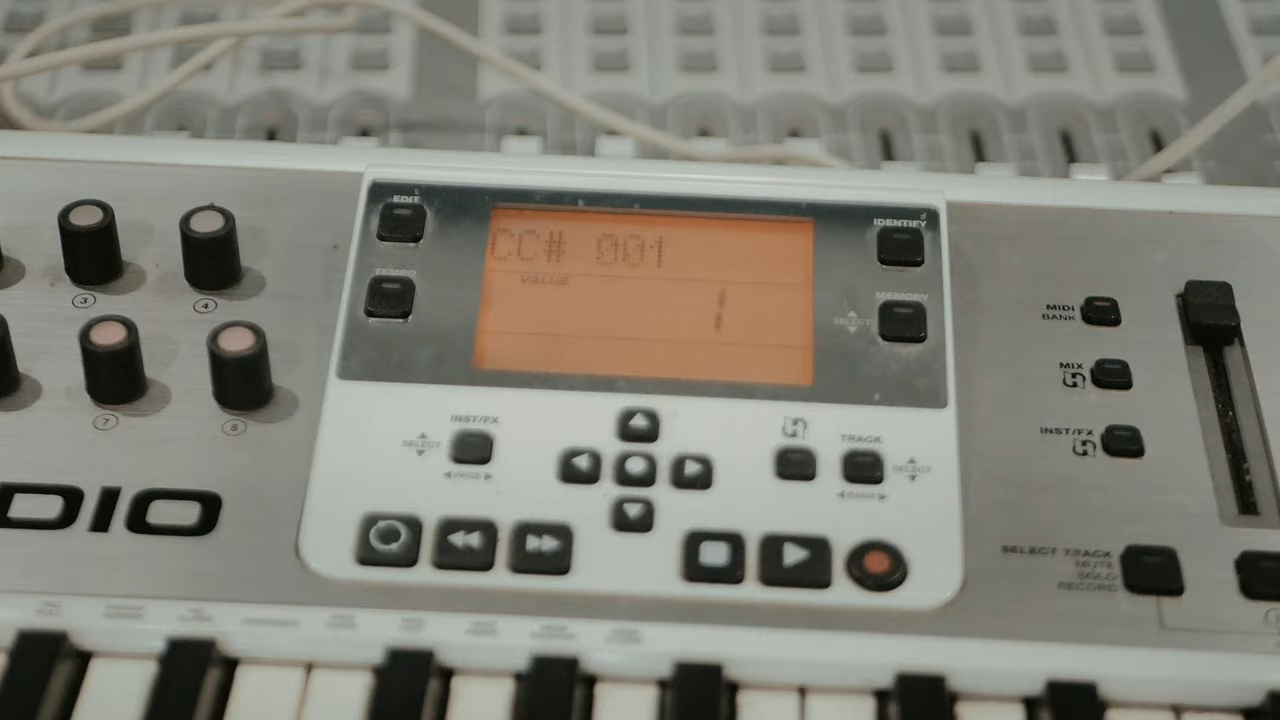 EDIT
TEMPO
CC# 001
VALUE
1
IDENTIFY
MEMORY
SELECT
3
4
7
8
DIO
INST/FX
SELECT
PAGE
TRACK
SELECT
BANK
MIDI
BANK
MIX
INST/FX
SELECT TRACK
MUTE
SOLO
RECORD